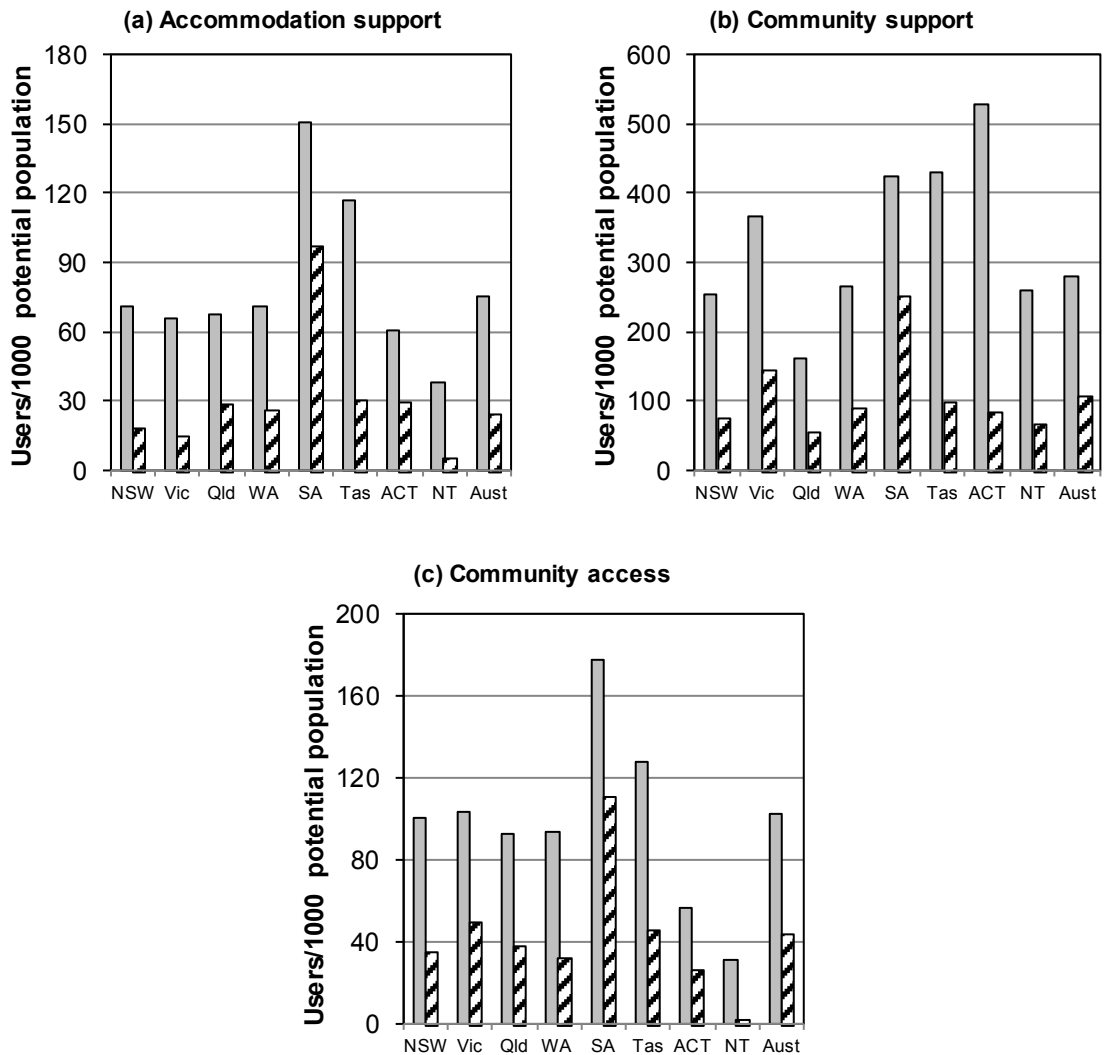 (a) Accommodation support
Users/1000 potential population
180
150
120
90
60
30
0
NSW Vic Qld WA SA Tas ACT NT Aust
(b) Community support
Users/1000 potential population
600
500
400
300
200
100
0
NSW Vic Qld WA SA Tas ACT NT Aust
(c) Community access
Users/1000 potential population
200
160
120
80
40
0
NSW Vic Qld WA SA Tas ACT NT Aust